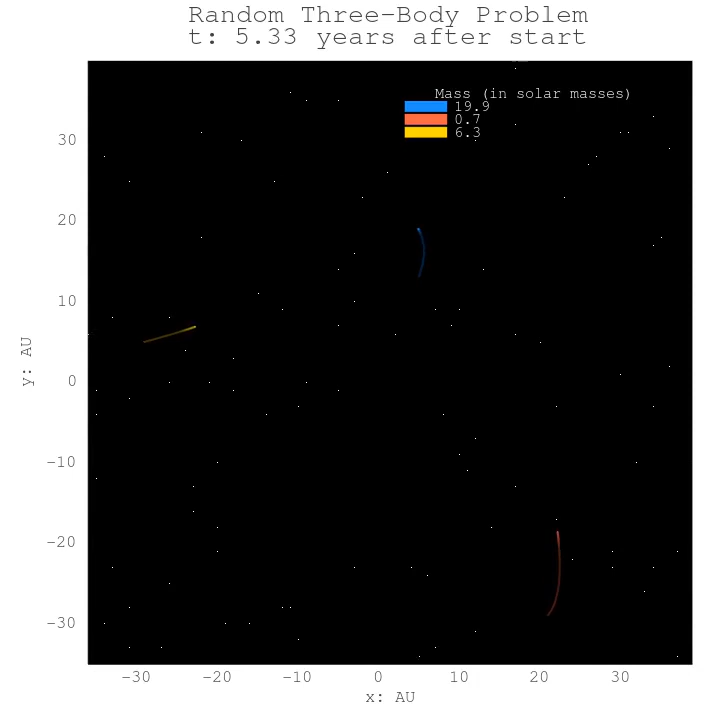 Random Three-Body Problem
t: 5.33 years after start
Mass (in solar masses)
19.9
0.7
6.3
30
20
10
0
-10
-20
-30
y: AU
-30 -20 -10 0 10 20 30
x: AU